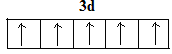 3d
↑ ↑ ↑ ↑ ↑